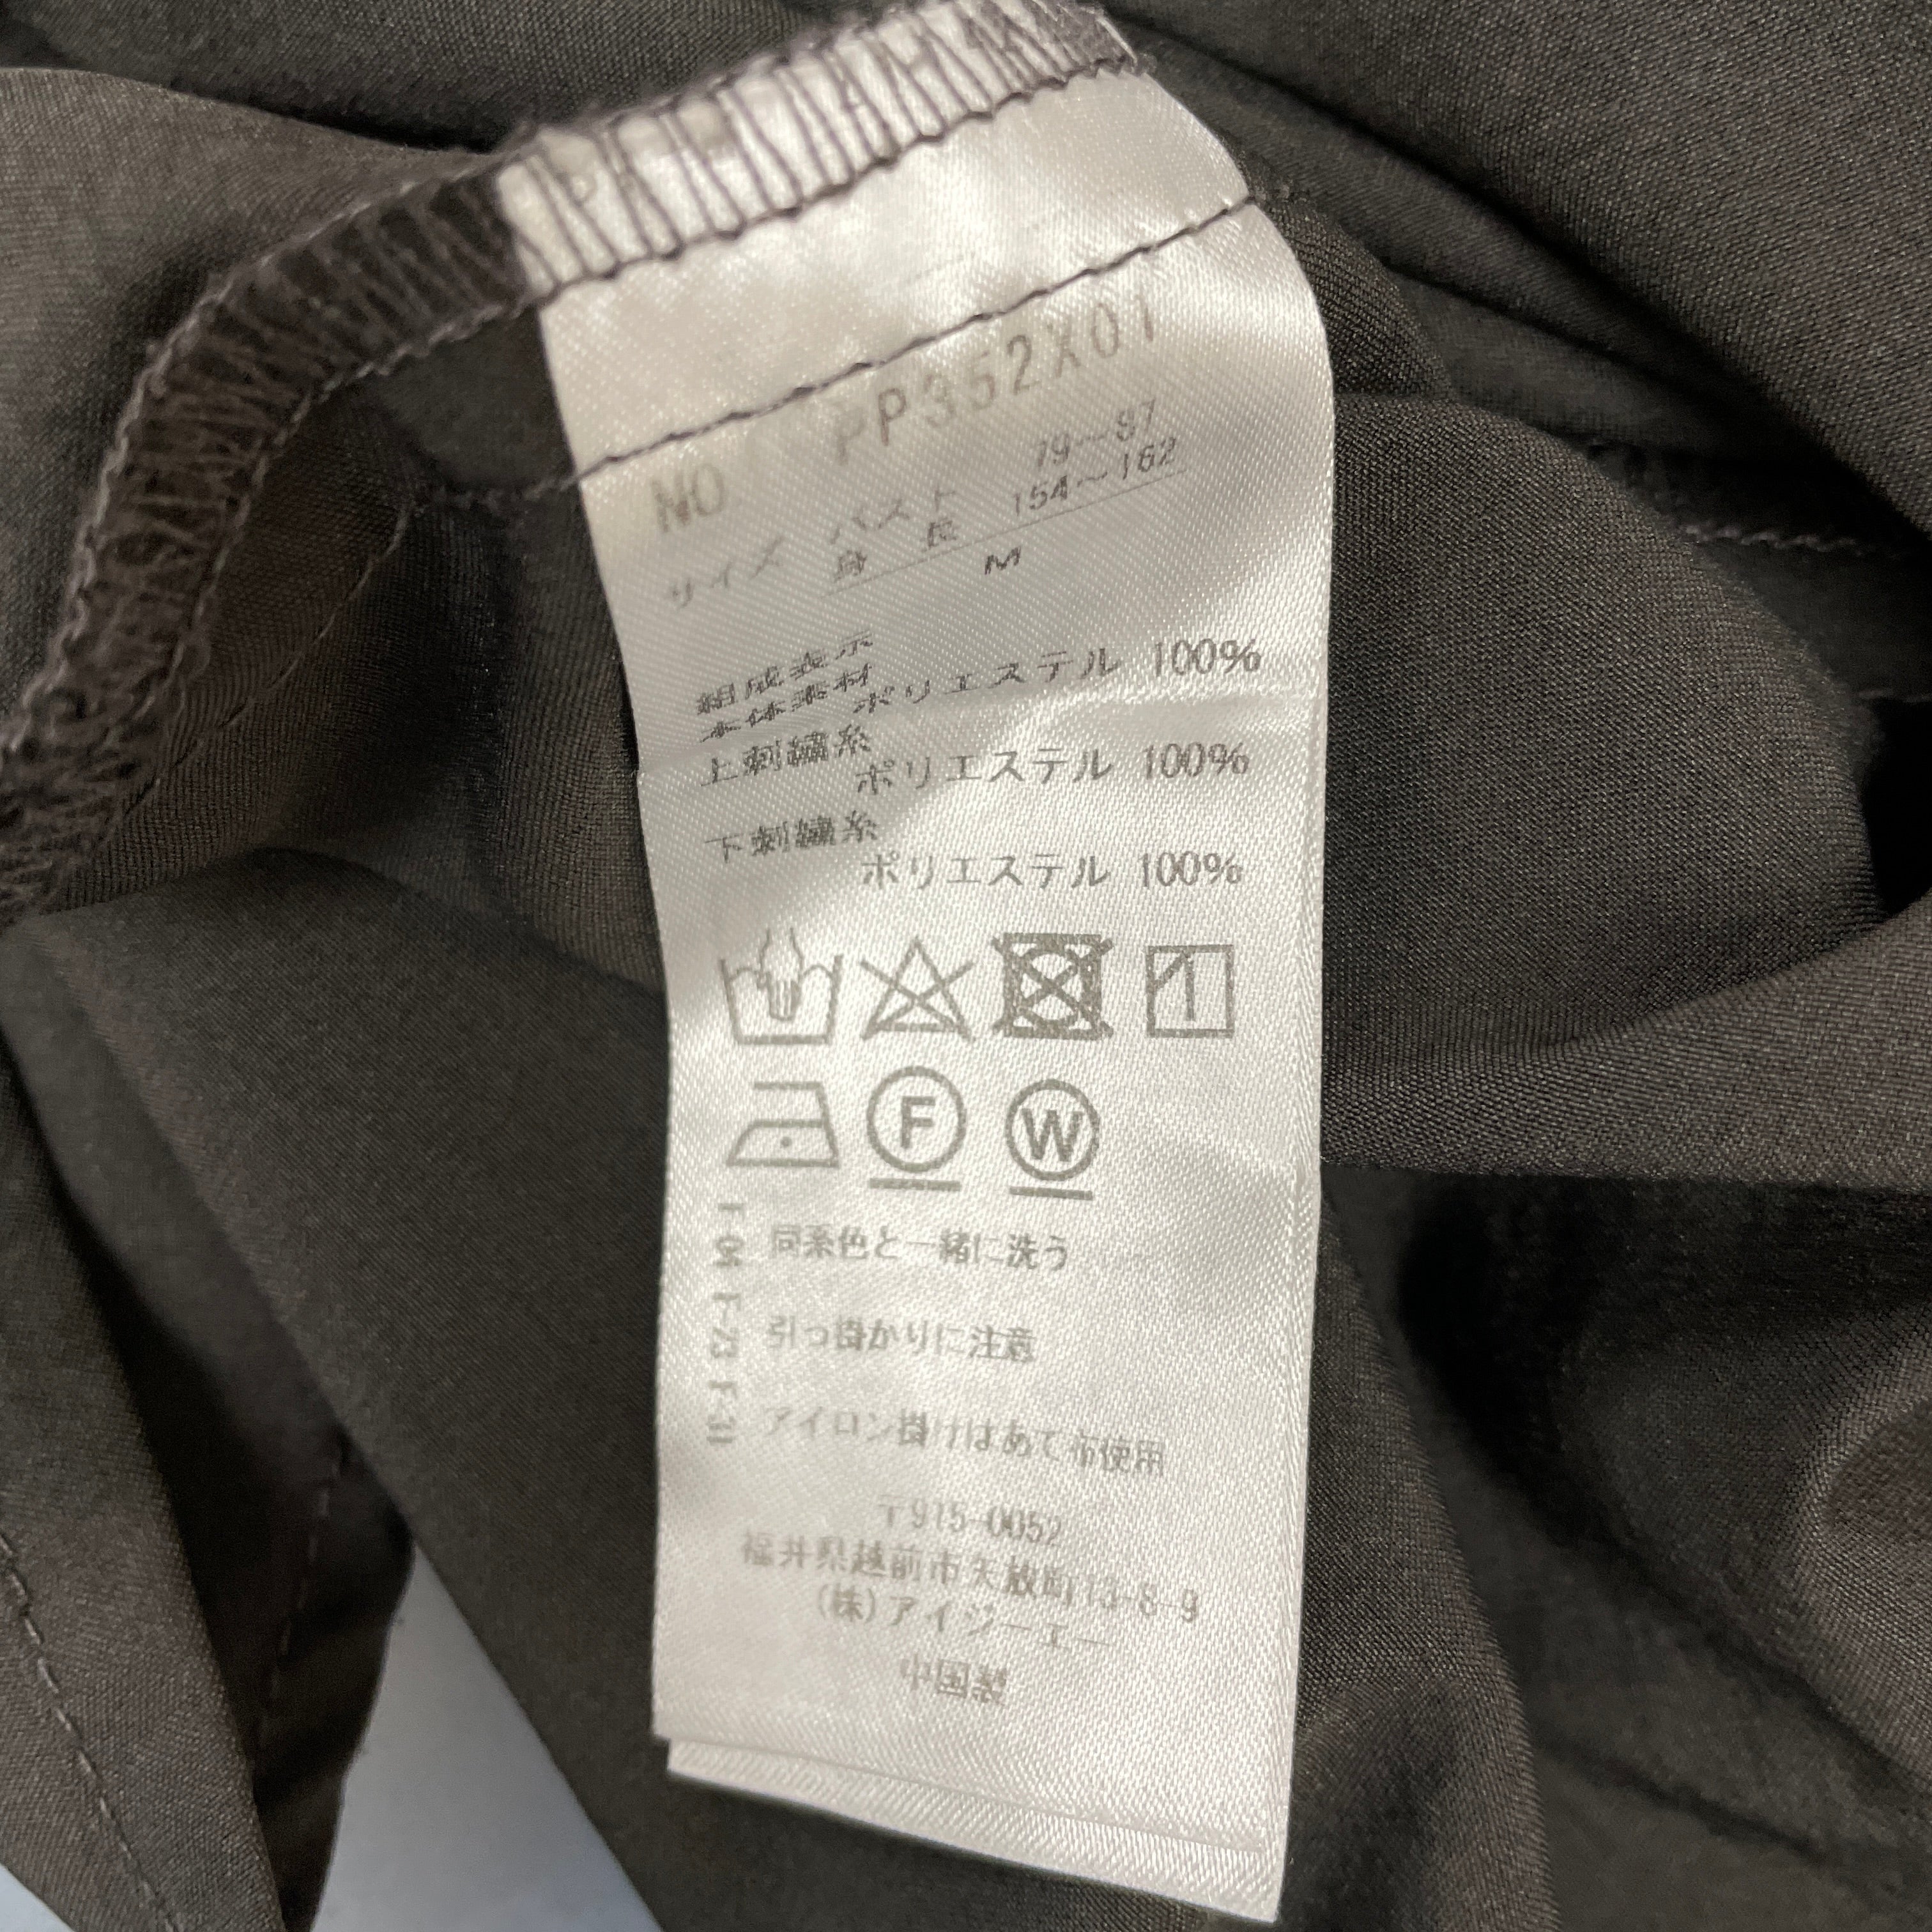 NO PP352X01
サイズ バスト 79～87
身 長 154～162
M
組成表示
本体素材 ポリエステル 100%
上刺繍糸
ポリエステル 100%
下刺繍糸
ポリエステル 100%
F W
同系色と一緒に洗う
引っ掛かりに注意
アイロン掛けはあて布使用
〒915-0052
福井県越前市矢放町13-8-9
(株)アイジーエー
中国製